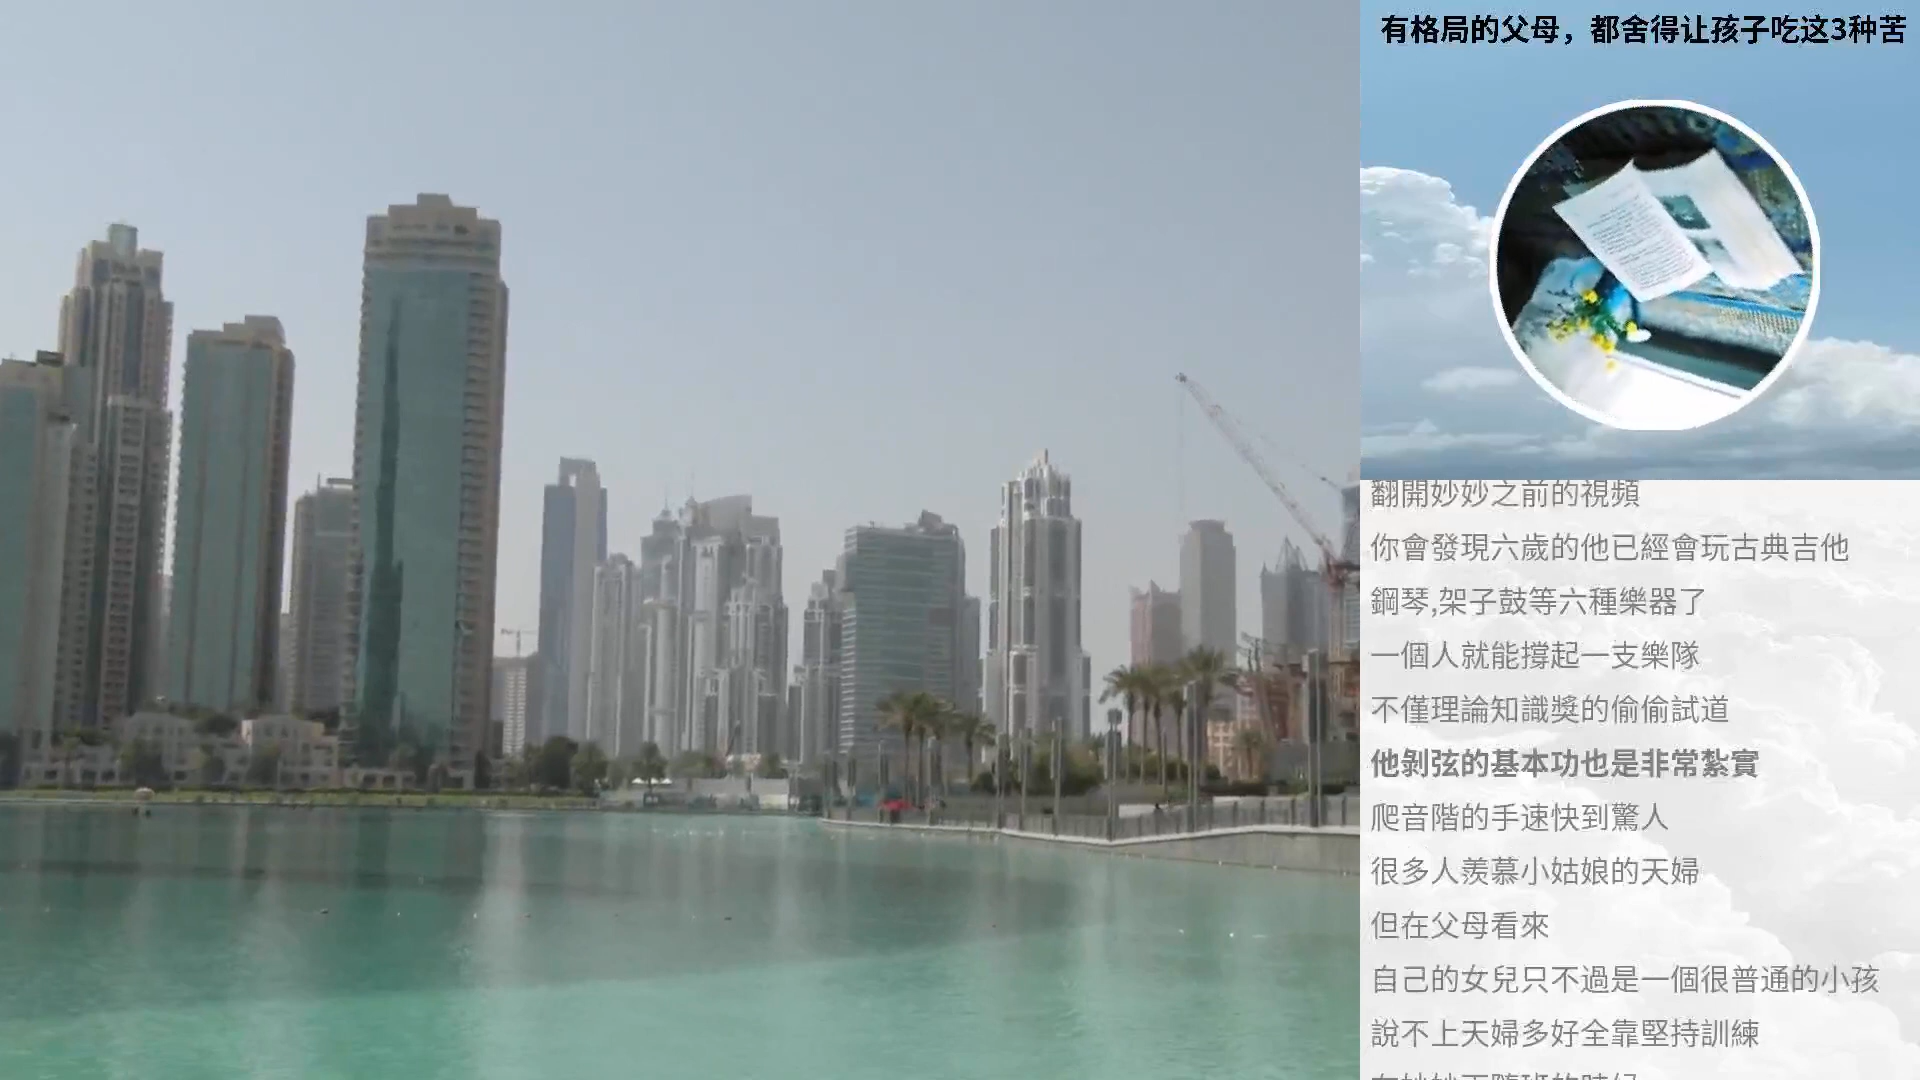 有格局的父母，都舍得让孩子吃这3种苦
翻開妙妙之前的視頻
你會發現六歲的他已經會玩古典吉他
鋼琴,架子鼓等六種樂器了
一個人就能撐起一支樂隊
不僅理論知識獎的偷偷試道
他剝弦的基本功也是非常紮實
爬音階的手速快到驚人
很多人羨慕小姑娘的天婦
但在父母看來
自己的女兒只不過是一個很普通的小孩
說不上天婦多好全靠堅持訓練